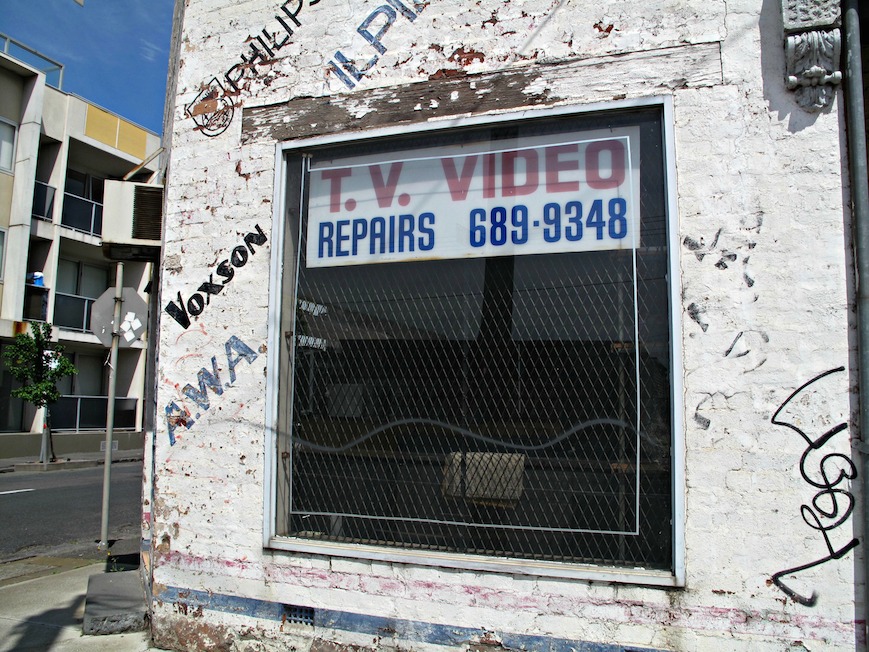 PHILIPS
VOXSON
AWA
T.V. VIDEO
REPAIRS 689-9348